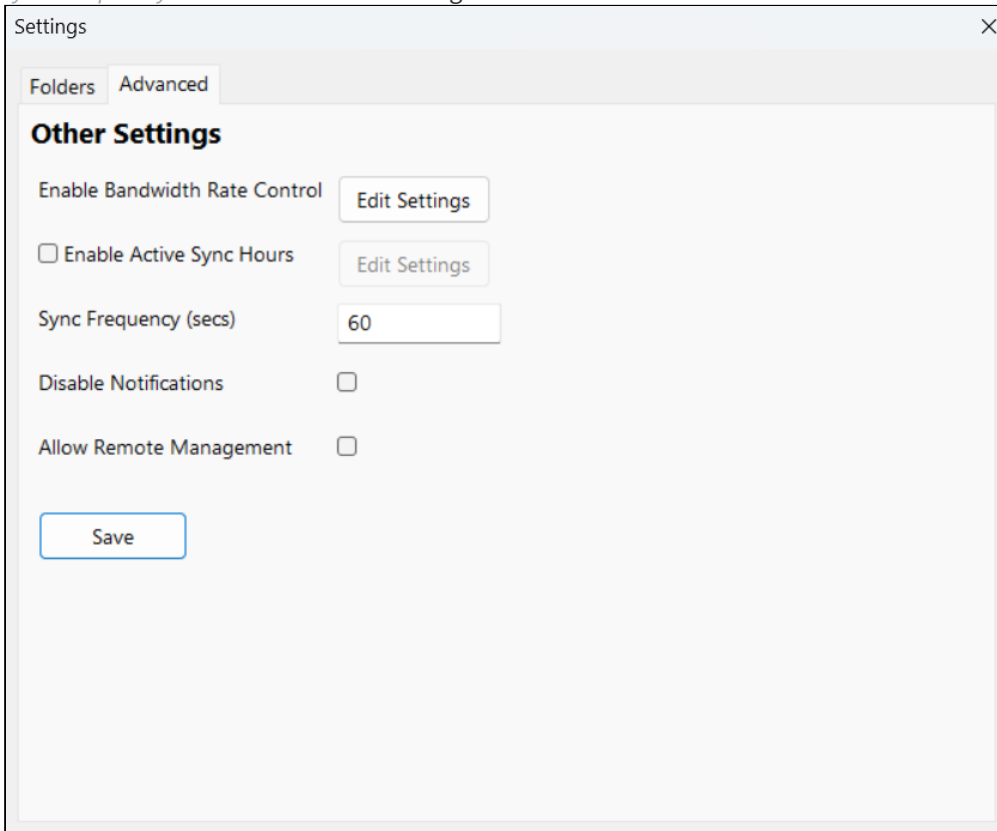 Settings
Folders Advanced
Other Settings
Enable Bandwidth Rate Control Edit Settings
Enable Active Sync Hours Edit Settings
Sync Frequency (secs) 60
Disable Notifications
Allow Remote Management
Save